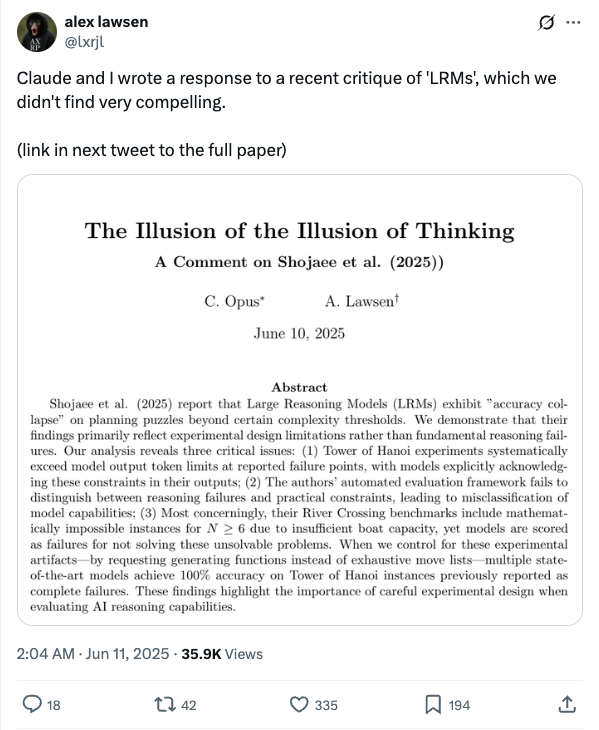 alex lawsen
@lxrjl
Claude and I wrote a response to a recent critique of 'LRMs', which we
didn't find very compelling.
(link in next tweet to the full paper)
The Illusion of the Illusion of Thinking
A Comment on Shojaee et al. (2025))
C. Opus* A. Lawsen†
June 10, 2025
Abstract
Shojaee et al. (2025) report that Large Reasoning Models (LRMs) exhibit "accuracy col-
lapse" on planning puzzles beyond certain complexity thresholds. We demonstrate that their
findings primarily reflect experimental design limitations rather than fundamental reasoning fail-
ures. Our analysis reveals three critical issues: (1) Tower of Hanoi experiments systematically
exceed model output token limits at reported failure points, with models explicitly acknowledg-
ing these constraints in their outputs; (2) The authors' automated evaluation framework fails to
distinguish between reasoning failures and practical constraints, leading to misclassification of
model capabilities; (3) Most concerningly, their River Crossing benchmarks include mathemat-
ically impossible instances for N ≥ 6 due to insufficient boat capacity, yet models are scored
as failures for not solving these unsolvable problems. When we control for these experimental
artifacts—by requesting generating functions instead of exhaustive move lists—multiple state-
of-the-art models achieve 100% accuracy on Tower of Hanoi instances previously reported as
complete failures. These findings highlight the importance of careful experimental design when
evaluating AI reasoning capabilities.
2:04 AM · Jun 11, 2025 · 35.9K Views
18 42 335 194